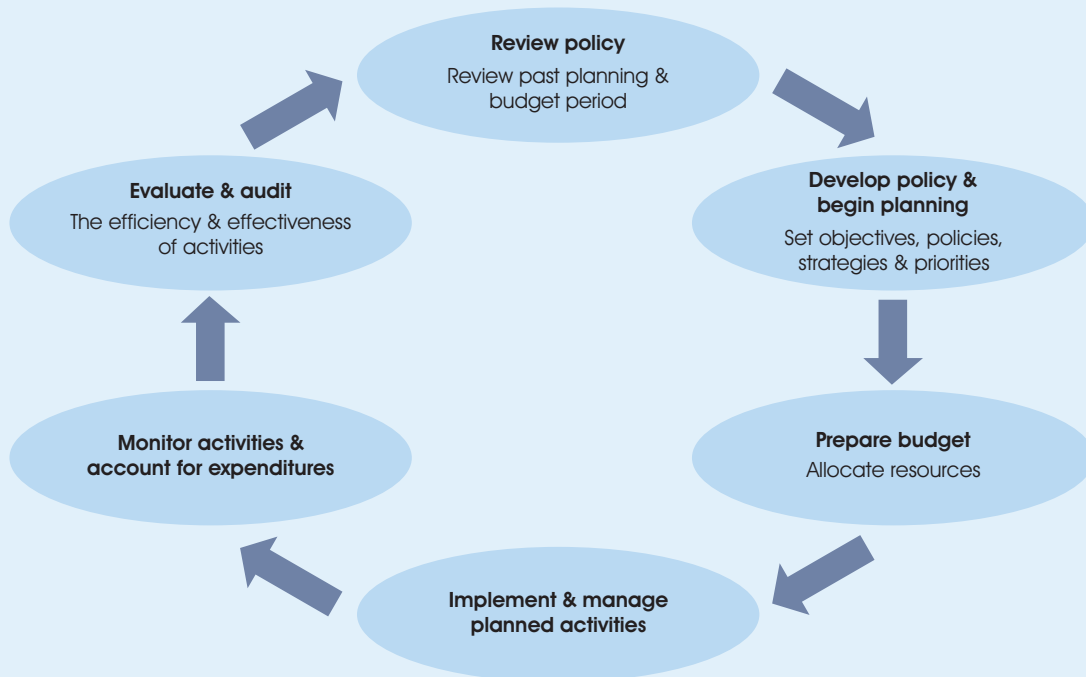 Review policy
Review past planning &
budget period
Develop policy &
begin planning
Set objectives, policies,
strategies & priorities
Prepare budget
Allocate resources
Implement & manage
planned activities
Monitor activities &
account for expenditures
Evaluate & audit
The efficiency & effectiveness
of activities